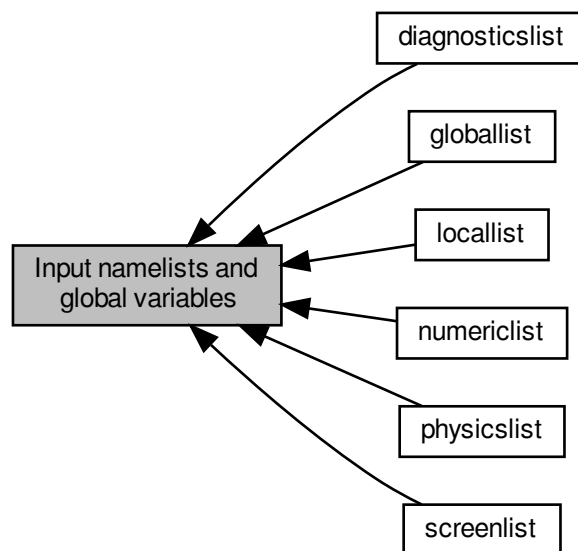 diagnosticslist
globallist
locallist
Input namelists and
global variables
numericlist
physicslist
screenlist